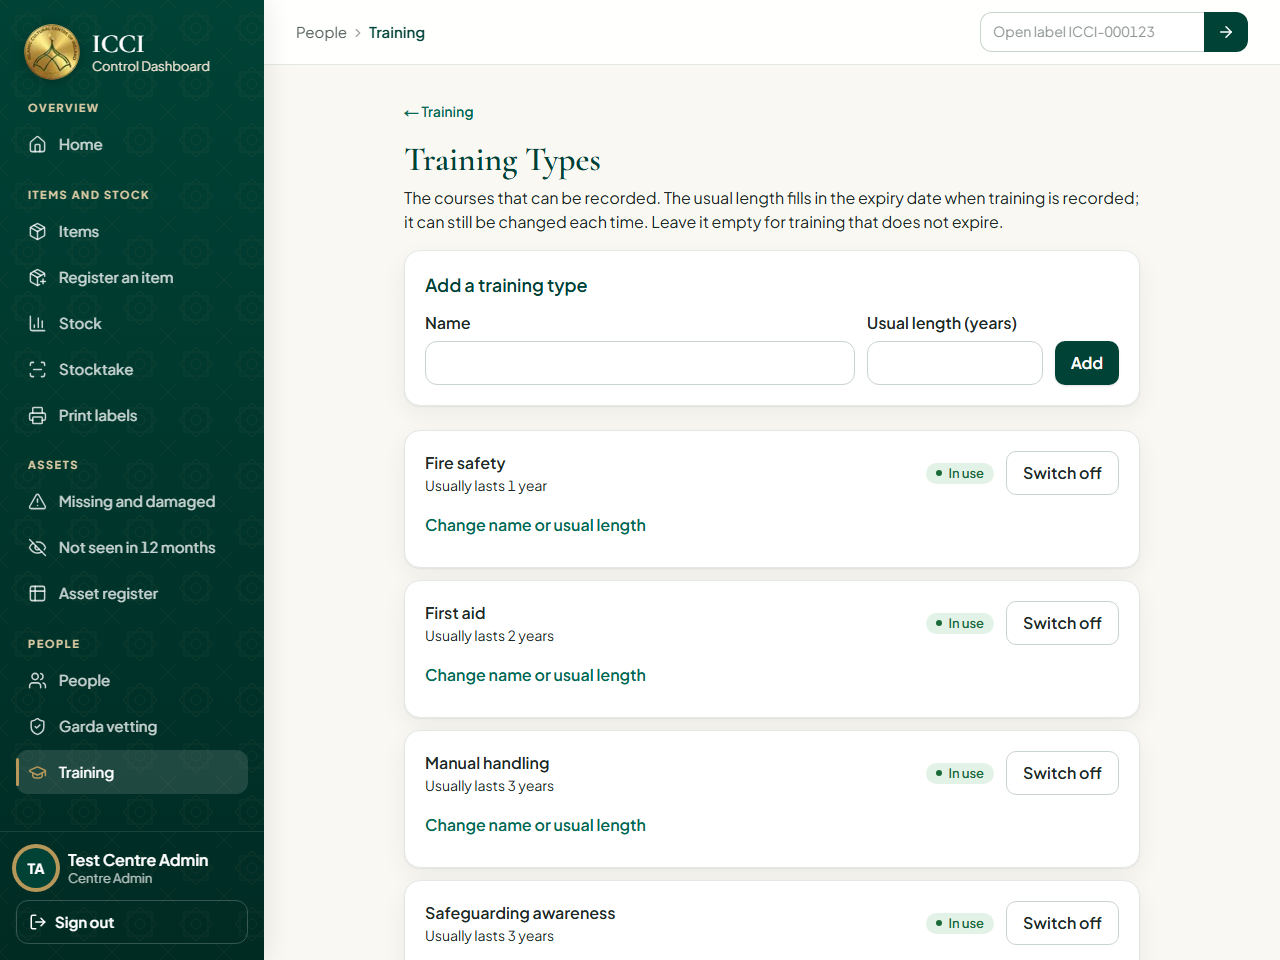 ICCI
Control Dashboard
OVERVIEW
Home
ITEMS AND STOCK
Items
Register an item
Stock
Stocktake
Print labels
ASSETS
Missing and damaged
Not seen in 12 months
Asset register
PEOPLE
People
Garda vetting
Training
TA
Test Centre Admin
Centre Admin
Sign out
People > Training
Open label ICCI-000123
← Training
Training Types
The courses that can be recorded. The usual length fills in the expiry date when training is recorded;
it can still be changed each time. Leave it empty for training that does not expire.
Add a training type
Name
Usual length (years)
Add
Fire safety
Usually lasts 1 year
In use
Switch off
Change name or usual length
First aid
Usually lasts 2 years
In use
Switch off
Change name or usual length
Manual handling
Usually lasts 3 years
In use
Switch off
Change name or usual length
Safeguarding awareness
Usually lasts 3 years
In use
Switch off